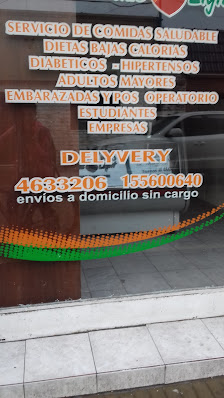 SERVICIO DE COMIDAS SALUDABLE
DIETAS BAJAS CALORIAS
DIABETICOS - HIPERTENSOS
ADULTOS MAYORES
EMBARAZADAS Y POS OPERATORIO
ESTUDIANTES
EMPRESAS
DELYVERY
4633206 155600640
envíos a domicilio sin cargo